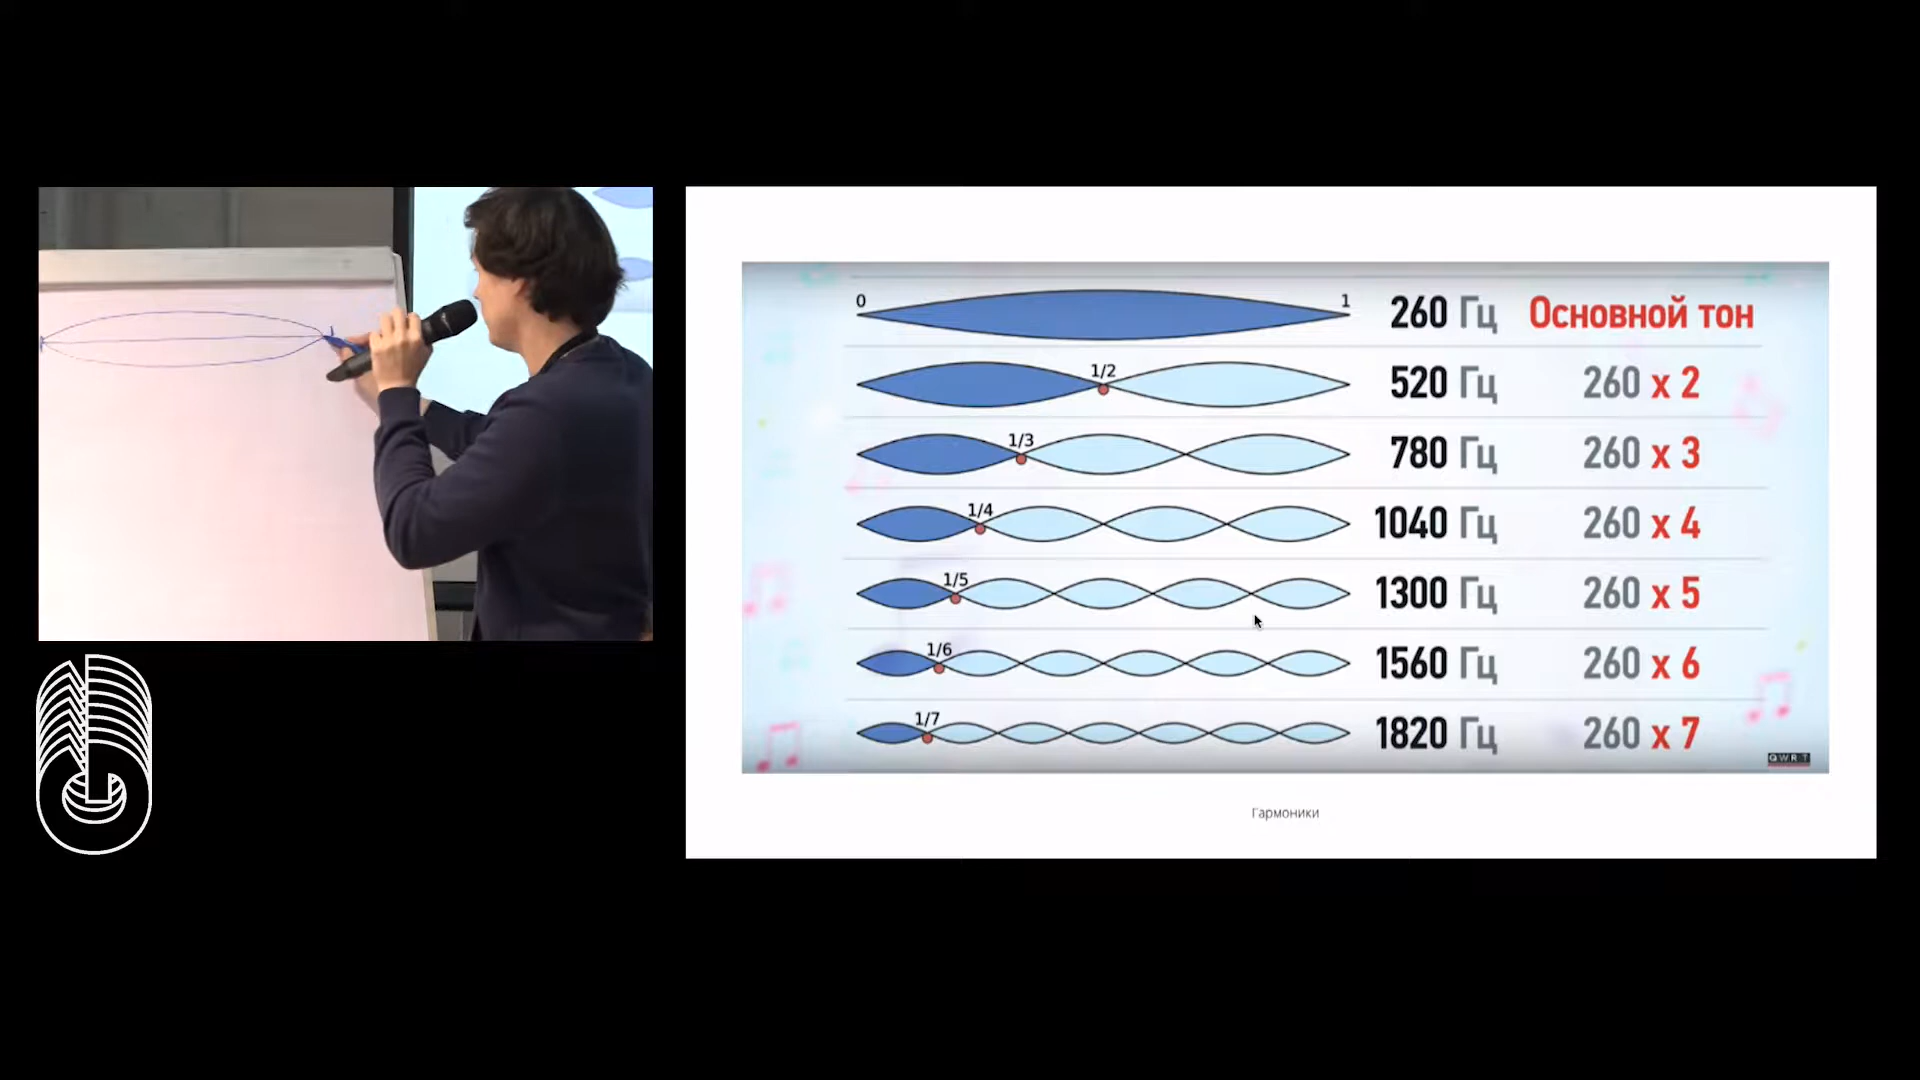 0 1 260 Гц Основной тон
1/2 520 Гц 260 x 2
1/3 780 Гц 260 x 3
1/4 1040 Гц 260 x 4
1/5 1300 Гц 260 x 5
1/6 1560 Гц 260 x 6
1/7 1820 Гц 260 x 7
QWRT
Гармоники